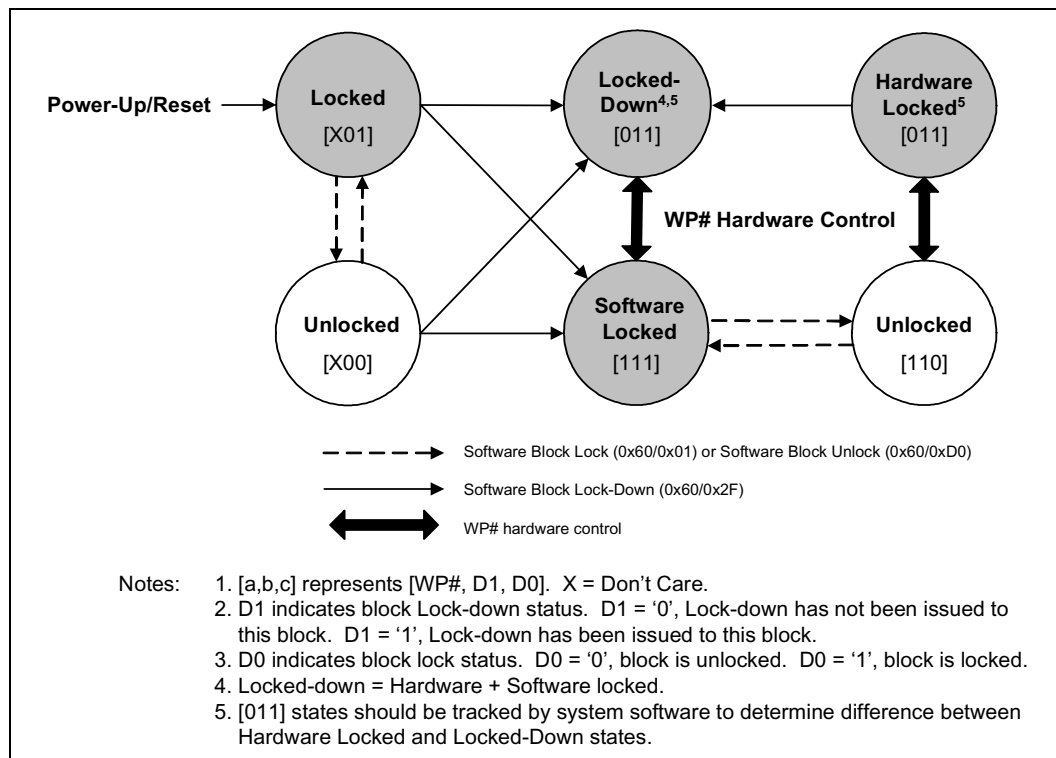 Power-Up/Reset
Locked
[X01]
Locked-
Down4,5
[011]
Hardware
Locked5
[011]
WP# Hardware Control
Unlocked
[X00]
Software
Locked
[111]
Unlocked
[110]
Software Block Lock (0x60/0x01) or Software Block Unlock (0x60/0xD0)
Software Block Lock-Down (0x60/0x2F)
WP# hardware control
Notes: 1. [a,b,c] represents [WP#, D1, D0]. X = Don't Care.
2. D1 indicates block Lock-down status. D1 = '0', Lock-down has not been issued to
this block. D1 = '1', Lock-down has been issued to this block.
3. D0 indicates block lock status. D0 = '0', block is unlocked. D0 = '1', block is locked.
4. Locked-down = Hardware + Software locked.
5. [011] states should be tracked by system software to determine difference between
Hardware Locked and Locked-Down states.